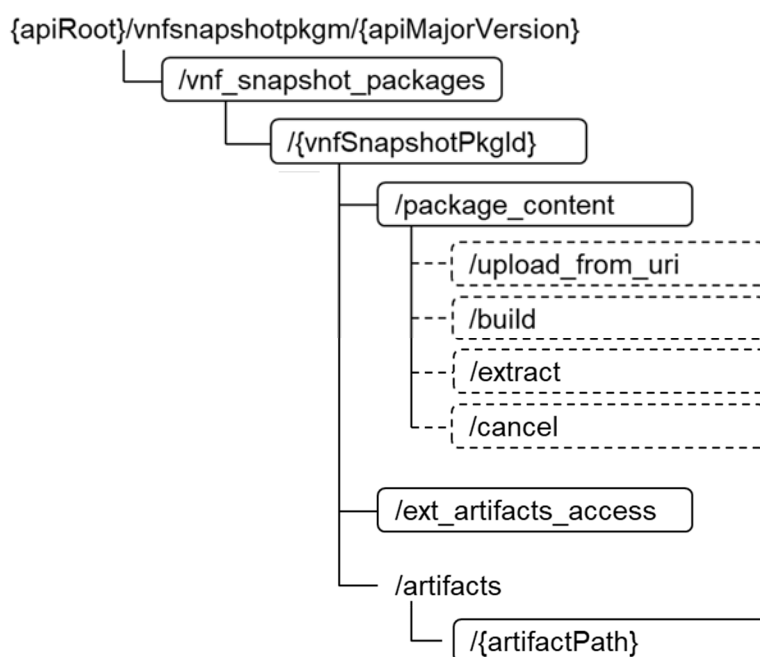 {apiRoot}/vnfsnapshotpkgm/{apiMajorVersion}
/vnf_snapshot_packages
/{vnfSnapshotPkgId}
/package_content
/upload_from_uri
/build
/extract
/cancel
/ext_artifacts_access
/artifacts
/{artifactPath}